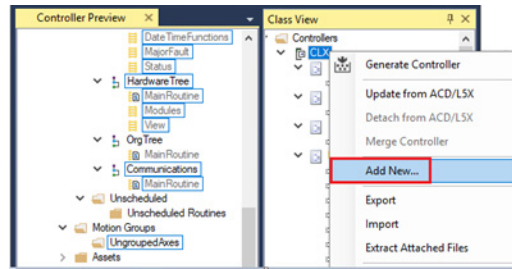 Controller Preview
DateTimeFunctions
MajorFault
Status
HardwareTree
MainRoutine
Modules
View
OrgTree
MainRoutine
Communications
MainRoutine
Unscheduled
Unscheduled Routines
Motion Groups
UngroupedAxes
Assets
Class View
Controllers
CLX
Generate Controller
Update from ACD/L5X
Detach from ACD/L5X
Merge Controller
Add New...
Export
Import
Extract Attached Files